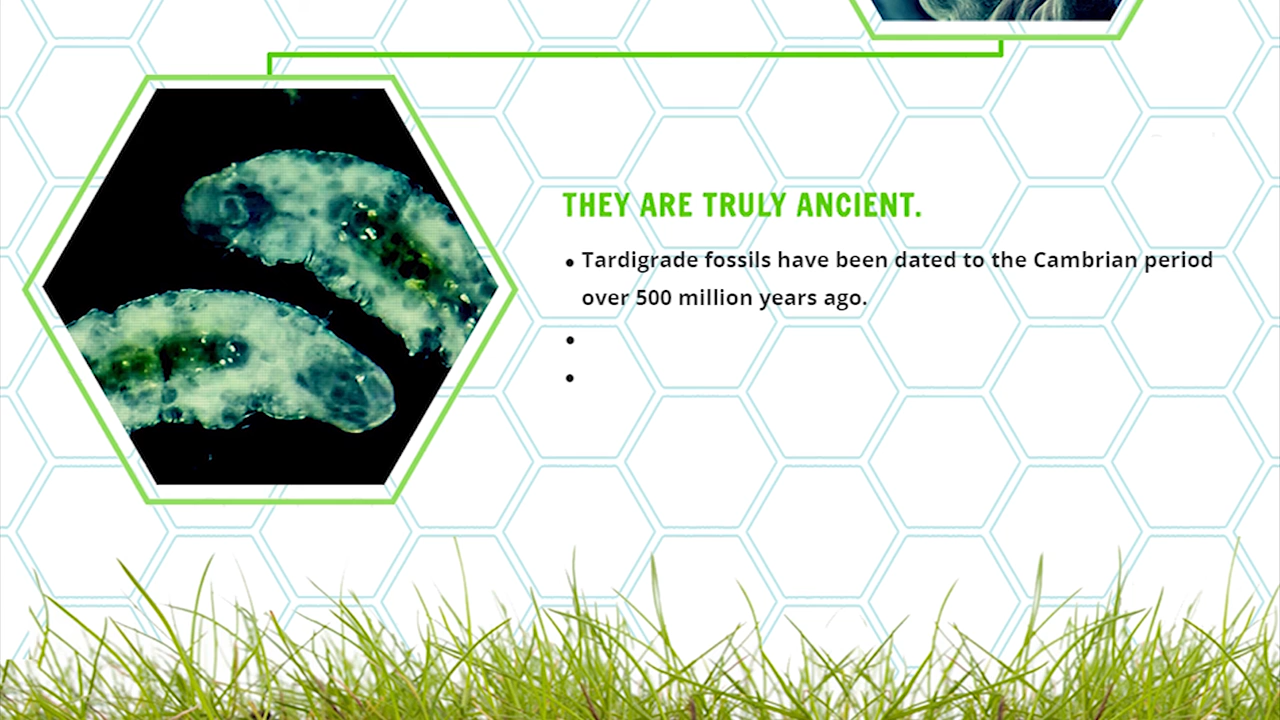 THEY ARE TRULY ANCIENT.
• Tardigrade fossils have been dated to the Cambrian period
over 500 million years ago.
•
•